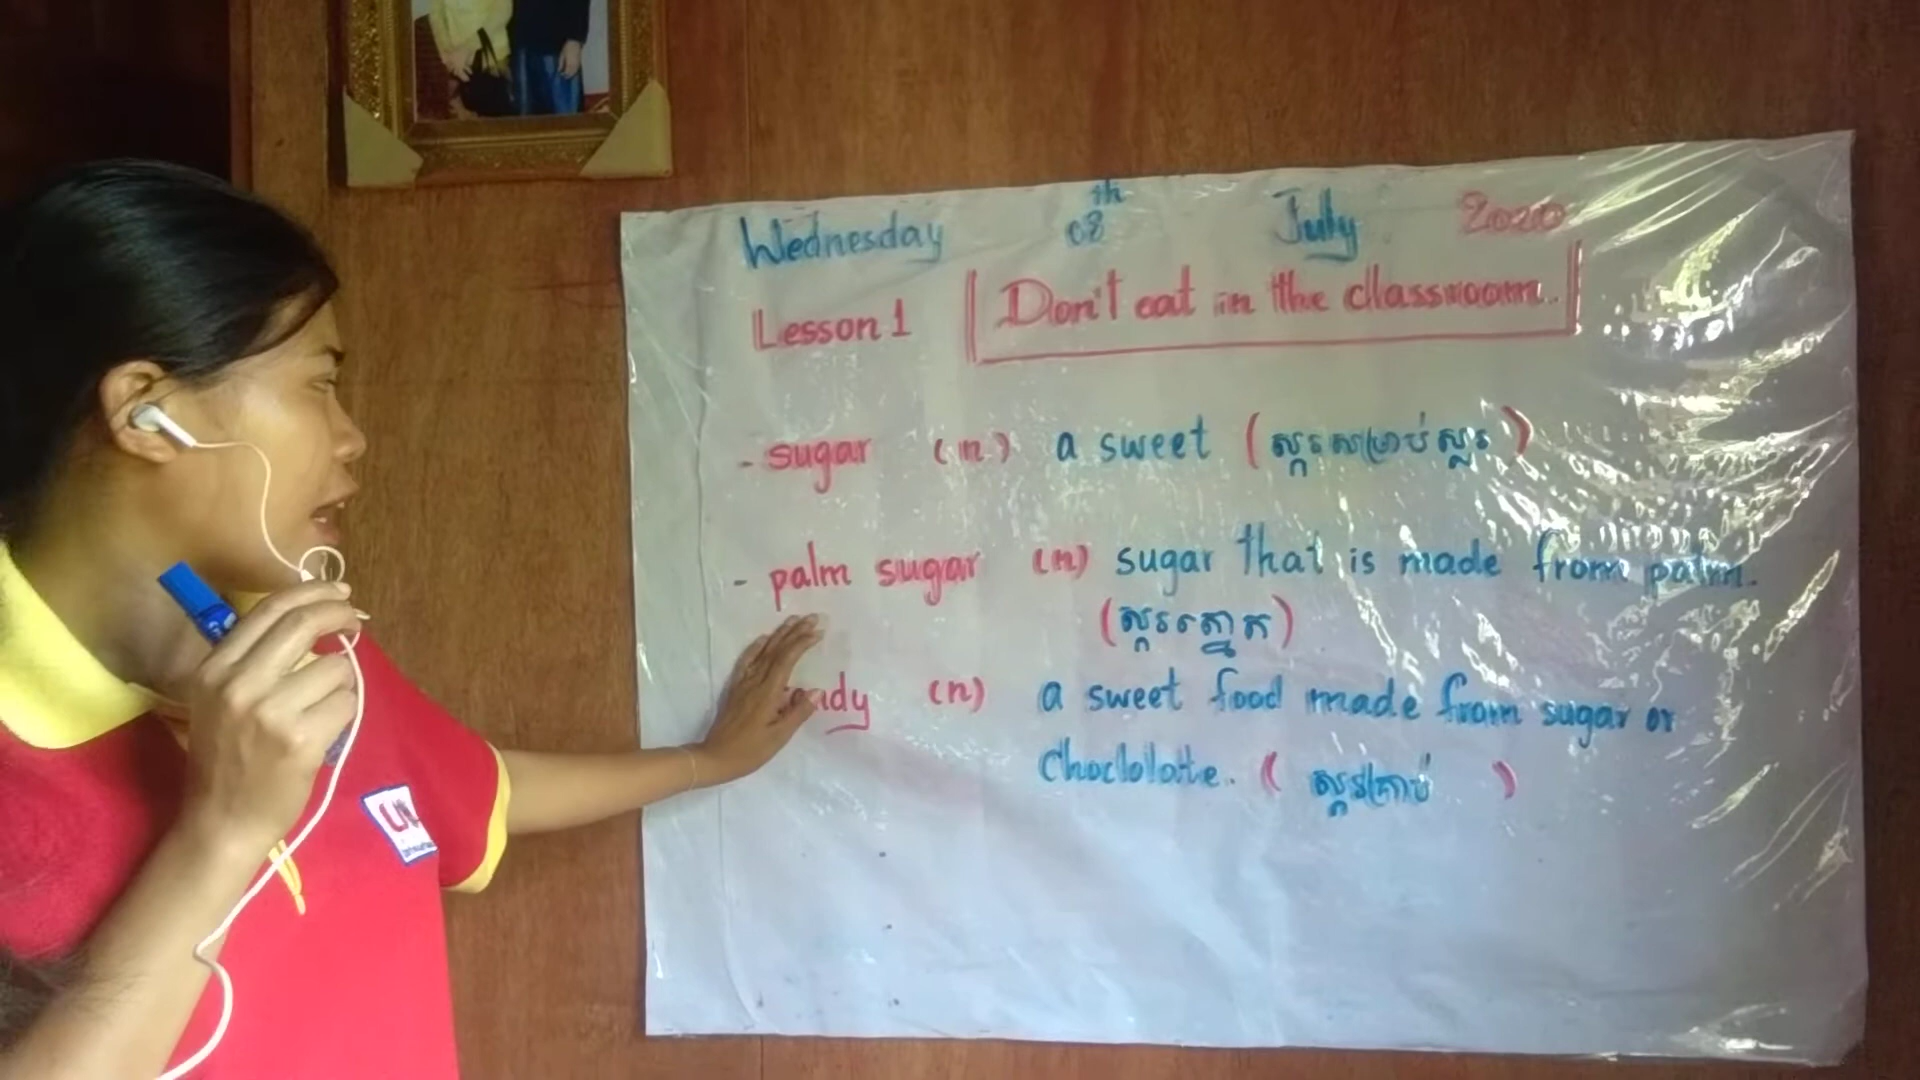 Wednesday 08th July 2020
Lesson 1 Don't eat in the classroom.
- sugar (n) a sweet (ស្ករសម្រាប់ស្ល)
- palm sugar (n) sugar that is made from palm.
(ស្ករត្នោត)
(n) a sweet food made from sugar or
Choclolate. (ស្ករគ្រាប់)